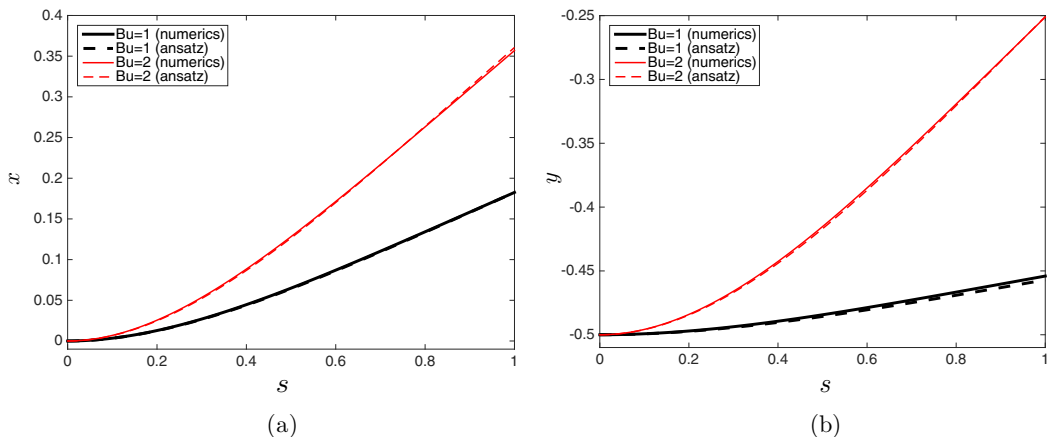 0.4
0.35
0.3
0.25
0.2
0.15
0.1
0.05
0
x
Bu=1 (numerics)
Bu=1 (ansatz)
Bu=2 (numerics)
Bu=2 (ansatz)
0 0.2 0.4 0.6 0.8 1
s
(a)
-0.25
-0.3
-0.35
-0.4
-0.45
-0.5
y
Bu=1 (numerics)
Bu=1 (ansatz)
Bu=2 (numerics)
Bu=2 (ansatz)
0 0.2 0.4 0.6 0.8 1
s
(b)